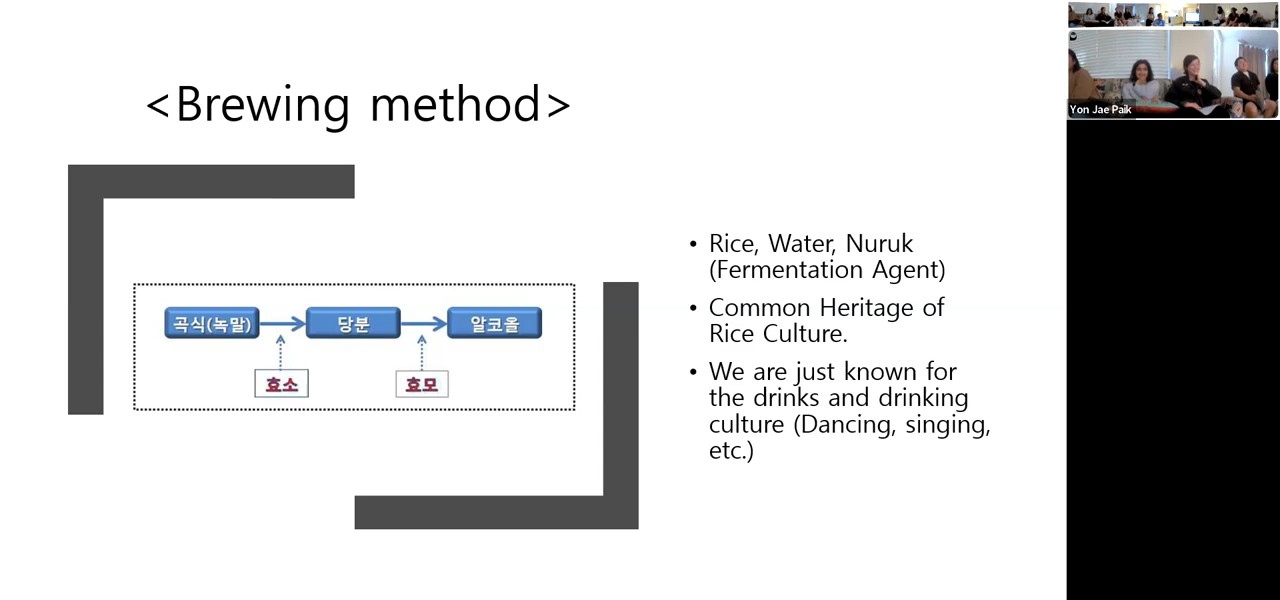 <Brewing method>
곡식(녹말)
당분
알코올
효소
효모
• Rice, Water, Nuruk
(Fermentation Agent)
• Common Heritage of
Rice Culture.
• We are just known for
the drinks and drinking
culture (Dancing, singing,
etc.)
Yon Jae Paik